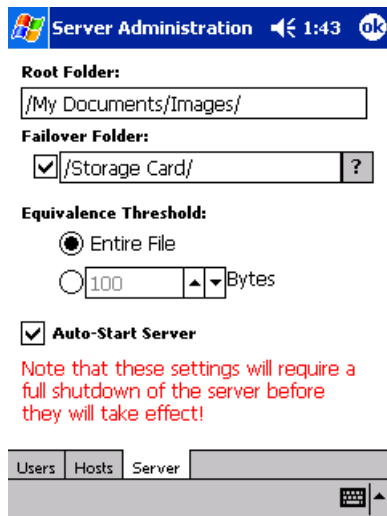 Server Administration 1:43 ok
Root Folder:
/My Documents/Images/
Failover Folder:
/Storage Card/ ?
Equivalence Threshold:
Entire File
100 Bytes
Auto-Start Server
Note that these settings will require a
full shutdown of the server before
they will take effect!
Users Hosts Server